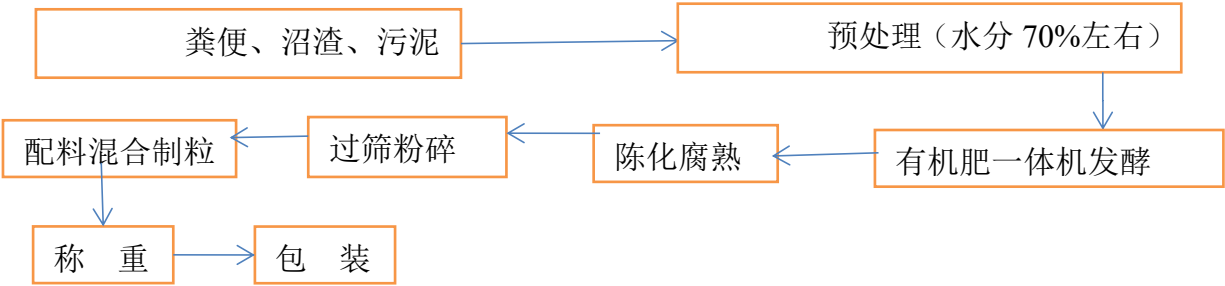 粪便、沼渣、污泥
预处理（水分 70%左右）
有机肥一体机发酵
陈化腐熟
过筛粉碎
配料混合制粒
称 重
包 装